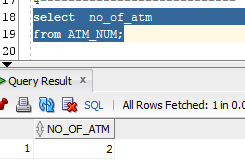 17
18 select no_of_atm
19 from ATM_NUM;
20
Query Result ×
SQL | All Rows Fetched: 1 in 0.0
NO_OF_ATM
1 2